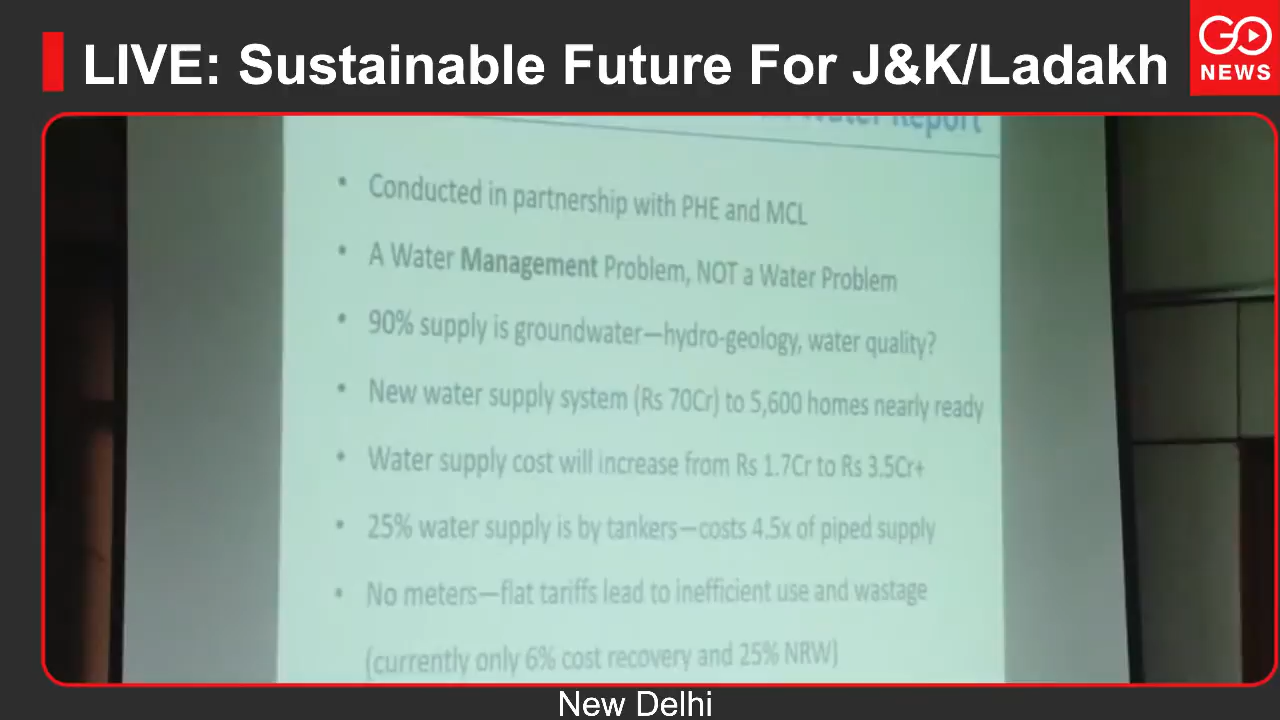 LIVE: Sustainable Future For J&K/Ladakh
GO
NEWS
Water Report
• Conducted in partnership with PHE and MCL
• A Water Management Problem, NOT a Water Problem
• 90% supply is groundwater—hydro-geology, water quality?
• New water supply system (Rs 70Cr) to 5,600 homes nearly ready
• Water supply cost will increase from Rs 1.7Cr to Rs 3.5Cr+
• 25% water supply is by tankers—costs 4.5x of piped supply
• No meters—flat tariffs lead to inefficient use and wastage
(currently only 6% cost recovery and 25% NRW)
New Delhi